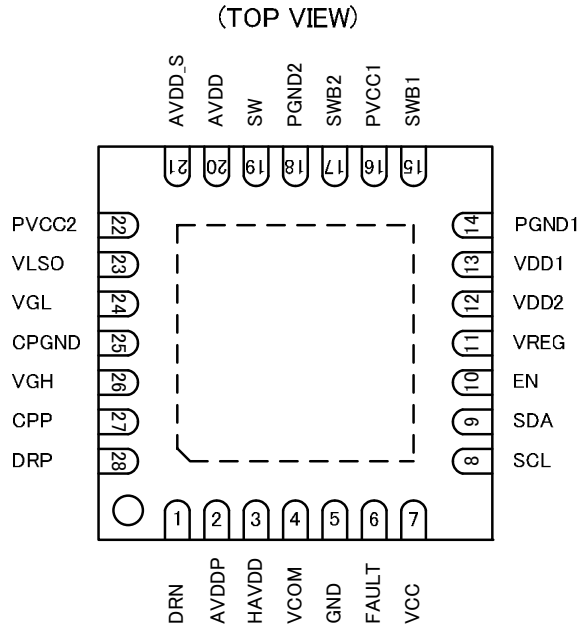 (TOP VIEW)
AVDD_S AVDD SW PGND2 SWB2 PVCC1 SWB1
21 20 19 18 17 16 15
PVCC2 22 14 PGND1
VLSO 23 13 VDD1
VGL 24 12 VDD2
CPGND 25 11 VREG
VGH 26 10 EN
CPP 27 9 SDA
DRP 28 8 SCL
1 2 3 4 5 6 7
DRN AVDDP HAVDD VCOM GND FAULT VCC